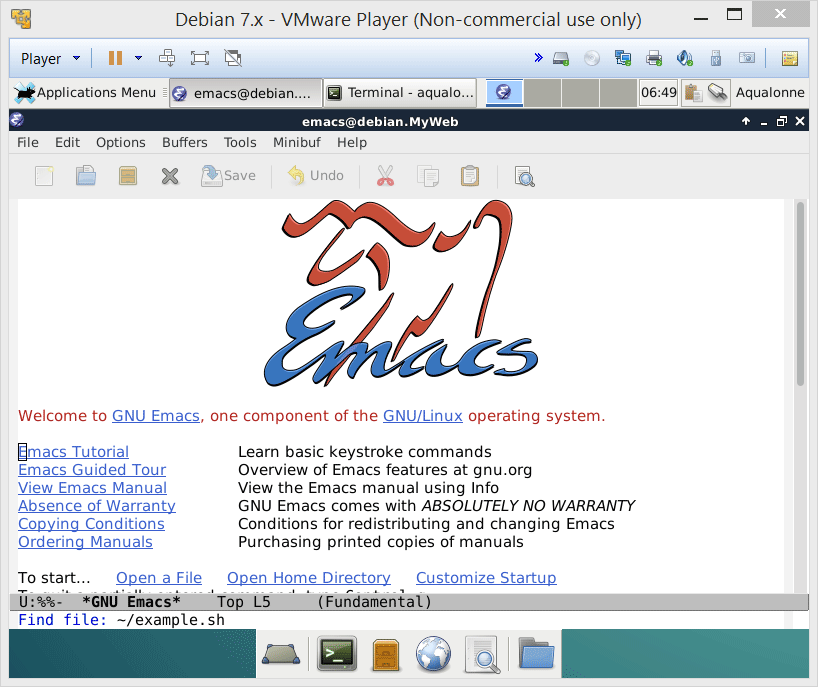 Debian 7.x - VMware Player (Non-commercial use only)
Player
Applications Menu emacs@debian.... Terminal - aqualo... 06:49 Aqualonne
emacs@debian.MyWeb
File Edit Options Buffers Tools Minibuf Help
Save Undo
Emacs
Welcome to GNU Emacs, one component of the GNU/Linux operating system.
Emacs Tutorial Learn basic keystroke commands
Emacs Guided Tour Overview of Emacs features at gnu.org
View Emacs Manual View the Emacs manual using Info
Absence of Warranty GNU Emacs comes with ABSOLUTELY NO WARRANTY
Copying Conditions Conditions for redistributing and changing Emacs
Ordering Manuals Purchasing printed copies of manuals
To start... Open a File Open Home Directory Customize Startup
U:%%- *GNU Emacs* Top L5 (Fundamental)
Find file: ~/example.sh